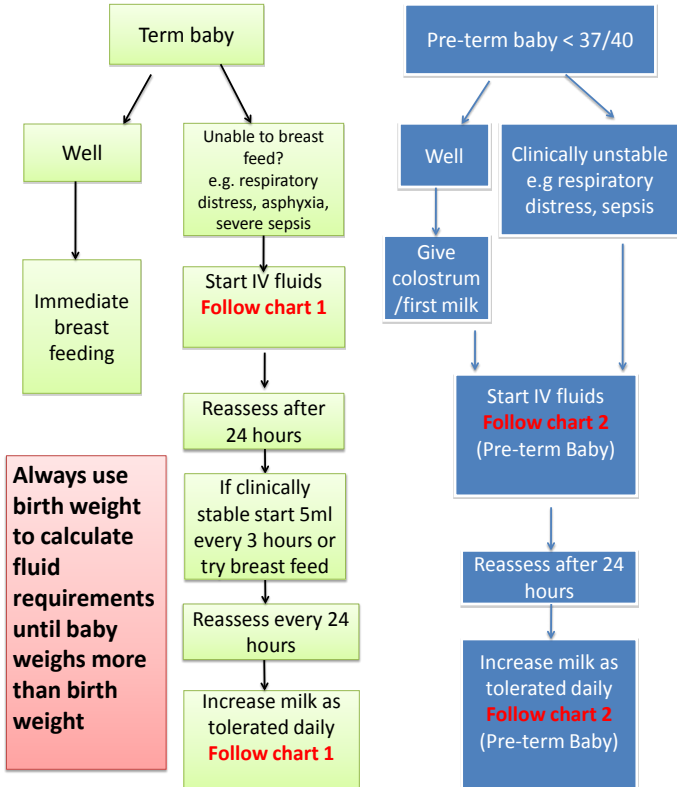 Term baby
Well
Immediate
breast
feeding
Unable to breast
feed?
e.g. respiratory
distress, asphyxia,
severe sepsis
Start IV fluids
Follow chart 1
Reassess after
24 hours
If clinically
stable start 5ml
every 3 hours or
try breast feed
Reassess every 24
hours
Increase milk as
tolerated daily
Follow chart 1
Always use
birth weight
to calculate
fluid
requirements
until baby
weighs more
than birth
weight
Pre-term baby < 37/40
Well
Give
colostrum
/first milk
Clinically unstable
e.g respiratory
distress, sepsis
Start IV fluids
Follow chart 2
(Pre-term Baby)
Reassess after 24
hours
Increase milk as
tolerated daily
Follow chart 2
(Pre-term Baby)